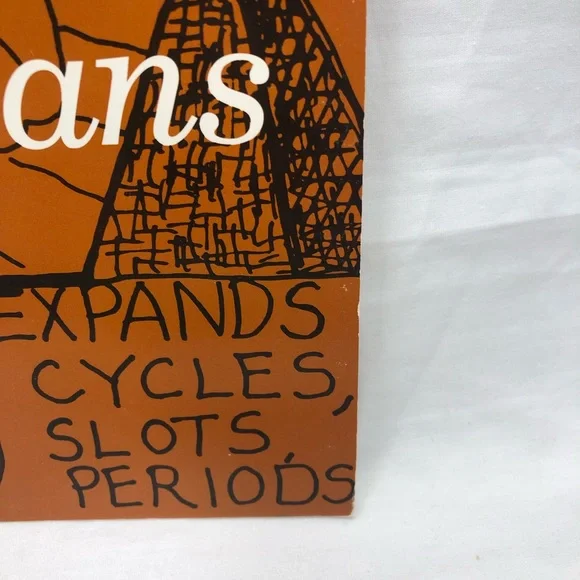 ans
EXPANDS
CYCLES,
SLOTS,
PERIODS